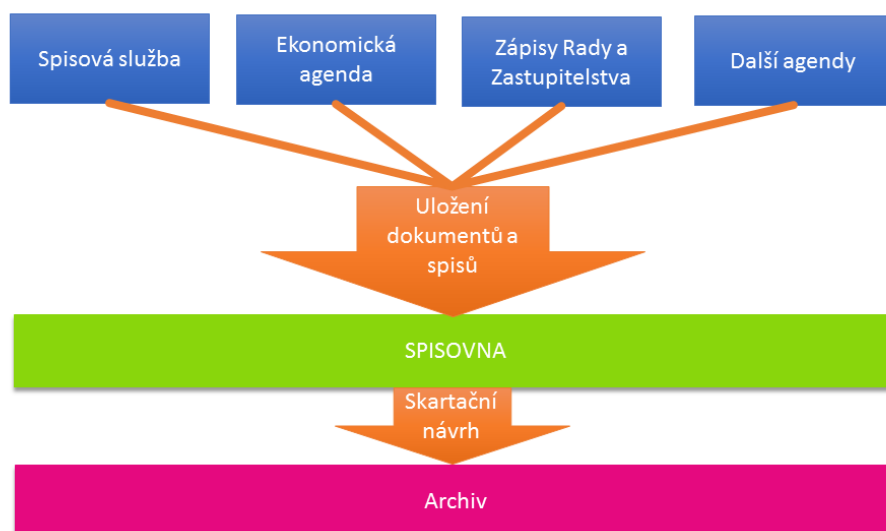 Spisová služba
Ekonomická
agenda
Zápisy Rady a
Zastupitelstva
Další agendy
Uložení
dokumentů a
spisů
SPISOVNA
Skartační
návrh
Archiv